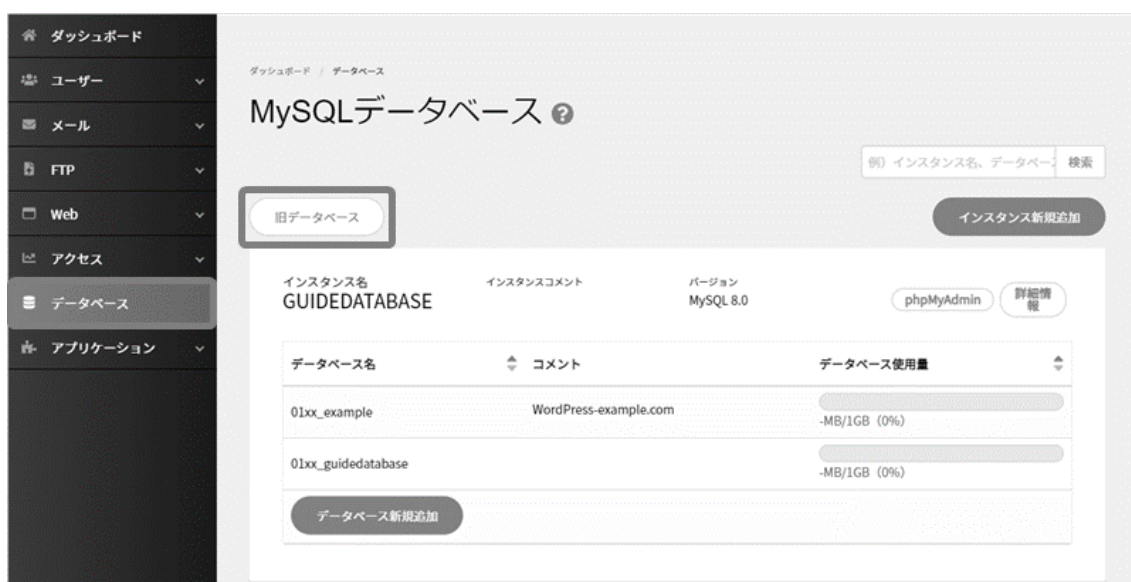 ダッシュボード
ユーザー
メール
FTP
Web
アクセス
データベース
アプリケーション
ダッシュボード / データベース
MySQLデータベース ?
例）インスタンス名、データベー
検索
旧データベース
インスタンス新規追加
インスタンス名
GUIDEDATABASE
インスタンスコメント
バージョン
MySQL 8.0
phpMyAdmin
詳細情
報
データベース名
コメント
データベース使用量
01xx_example
WordPress-example.com
-MB/1GB（0%）
01xx_guidedatabase
-MB/1GB（0%）
データベース新規追加